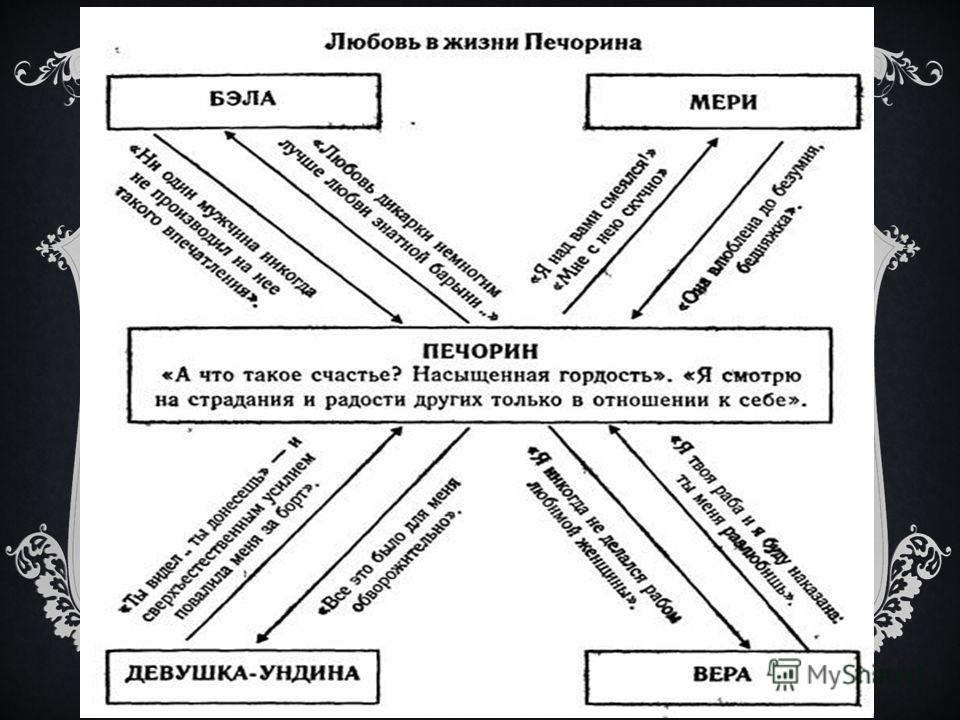 Любовь в жизни Печорина
БЭЛА
МЕРИ
«Ни один мужчина никогда
не производил на нее
такого впечатления».
«Любовь дикарки немногим
лучше любви знатной барыни..»
«Я над вами смеялся!»
«Мне с нею скучно»
«Она влюблена до безумия,
бедняжка».
ПЕЧОРИН
«А что такое счастье? Насыщенная гордость». «Я смотрю
на страдания и радости других только в отношении к себе».
«Ты видел .. ты донесешь» — и
сверхъестественным усилием
повалила меня за борт».
«Все это было для меня
обворожительно».
«Я никогда не делался рабом
любимой женщины».
«Я твоя раба и я буду наказана:
ты меня разлюбишь».
ДЕВУШКА-УНДИНА
ВЕРА
MyShared